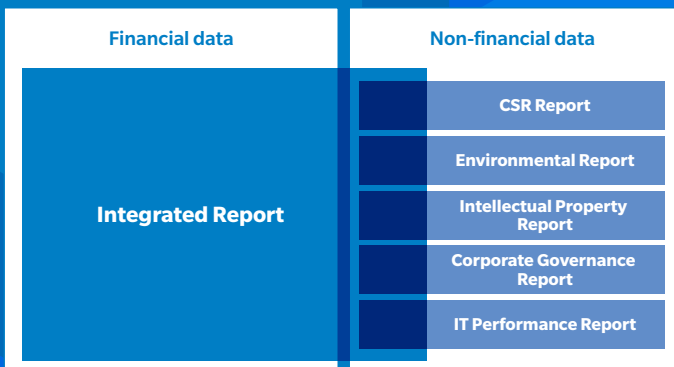 Financial data
Non-financial data
Integrated Report
CSR Report
Environmental Report
Intellectual Property
Report
Corporate Governance
Report
IT Performance Report